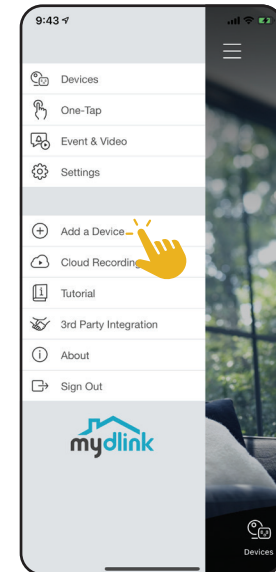 9:43
Devices
One-Tap
Event & Video
Settings
Add a Device
Cloud Recording
Tutorial
3rd Party Integration
About
Sign Out
mydlink
Devices